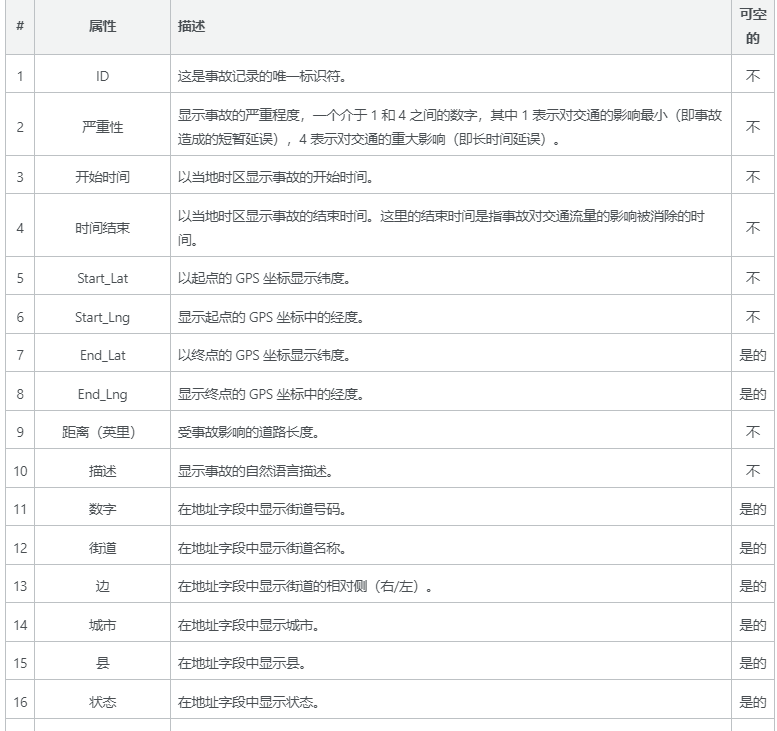 # 属性 描述 可空的
1 ID 这是事故记录的唯一标识符。 不
2 严重性 显示事故的严重程度，一个介于 1 和 4 之间的数字，其中 1 表示对交通的影响最小（即事故
造成的短暂延误），4 表示对交通的重大影响（即长时间延误）。 不
3 开始时间 以当地时区显示事故的开始时间。 不
4 时间结束 以当地时区显示事故的结束时间。这里的结束时间是指事故对交通流量的影响被消除的时
间。 不
5 Start_Lat 以起点的 GPS 坐标显示纬度。 不
6 Start_Lng 显示起点的 GPS 坐标中的经度。 不
7 End_Lat 以终点的 GPS 坐标显示纬度。 是的
8 End_Lng 显示终点的 GPS 坐标中的经度。 是的
9 距离（英里） 受事故影响的道路长度。 不
10 描述 显示事故的自然语言描述。 不
11 数字 在地址字段中显示街道号码。 是的
12 街道 在地址字段中显示街道名称。 是的
13 边 在地址字段中显示街道的相对侧（右/左）。 是的
14 城市 在地址字段中显示城市。 是的
15 县 在地址字段中显示县。 是的
16 状态 在地址字段中显示状态。 是的